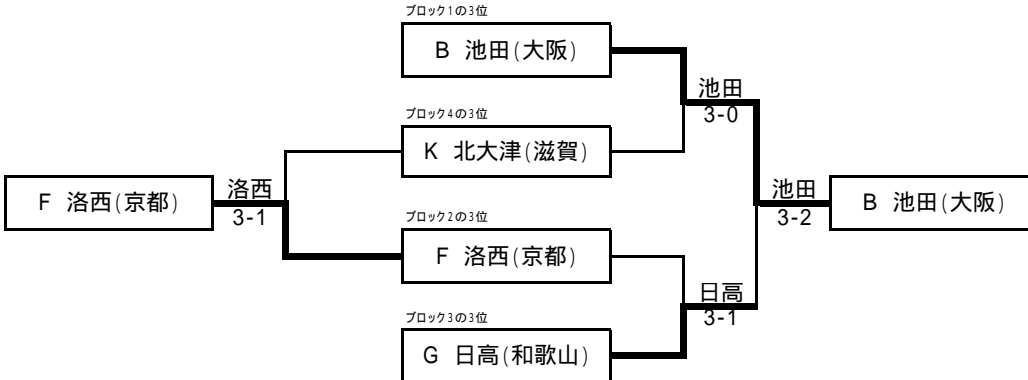 ブロック1の3位
B 池田(大阪)
池田
3-0
ブロック4の3位
K 北大津(滋賀)
F 洛西(京都)
洛西
3-1
池田
3-2
B 池田(大阪)
ブロック2の3位
F 洛西(京都)
日高
3-1
ブロック3の3位
G 日高(和歌山)